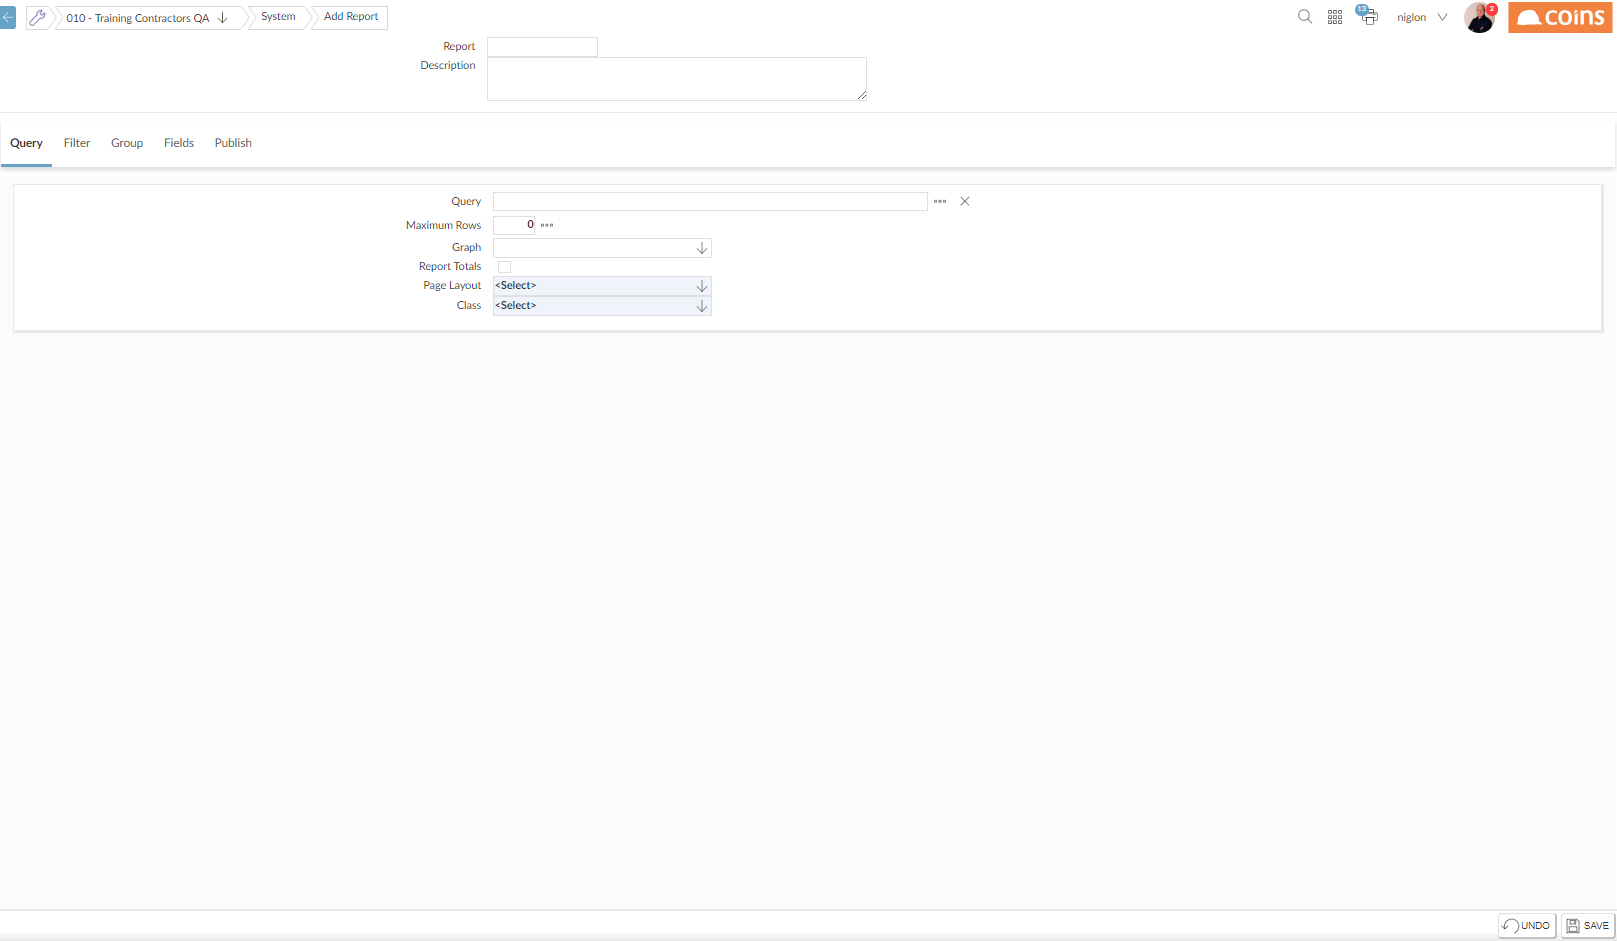 010 - Training Contractors QA
System
Add Report
13
niglon
2
coins
Report
Description
Query
Filter
Group
Fields
Publish
Query
Maximum Rows
0
Graph
Report Totals
Page Layout
<Select>
Class
<Select>
UNDO
SAVE